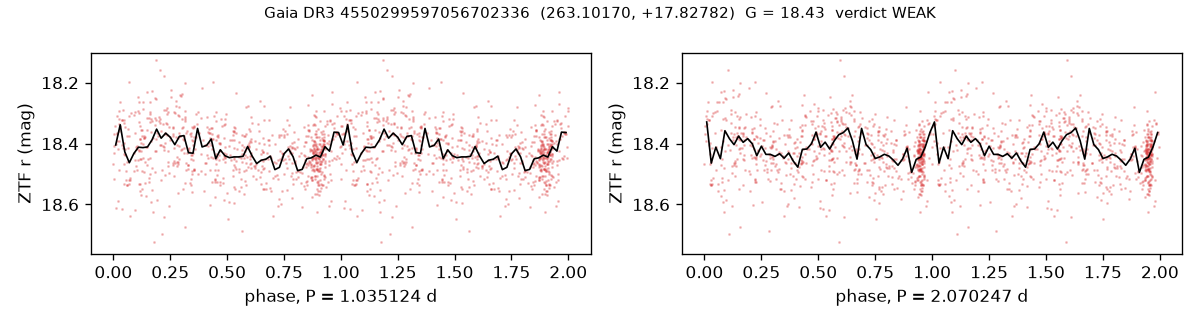 Gaia DR3 4550299597056702336 (263.10170, +17.82782) G = 18.43 verdict WEAK
ZTF r (mag)
18.2
18.4
18.6
0.00 0.25 0.50 0.75 1.00 1.25 1.50 1.75 2.00
phase, P = 1.035124 d
ZTF r (mag)
18.2
18.4
18.6
0.00 0.25 0.50 0.75 1.00 1.25 1.50 1.75 2.00
phase, P = 2.070247 d